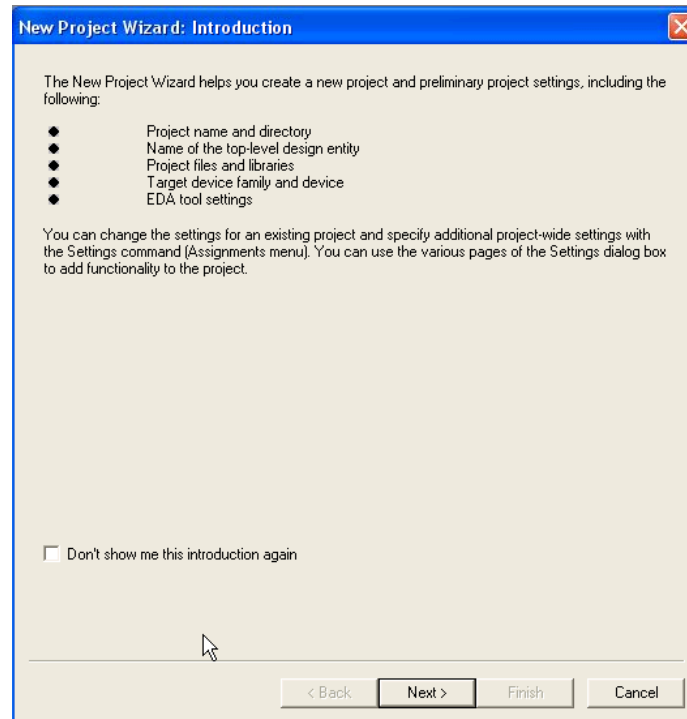 New Project Wizard: Introduction
The New Project Wizard helps you create a new project and preliminary project settings, including the
following:
Project name and directory
Name of the top-level design entity
Project files and libraries
Target device family and device
EDA tool settings
You can change the settings for an existing project and specify additional project-wide settings with
the Settings command (Assignments menu). You can use the various pages of the Settings dialog box
to add functionality to the project.
Don't show me this introduction again
< Back Next > Finish Cancel